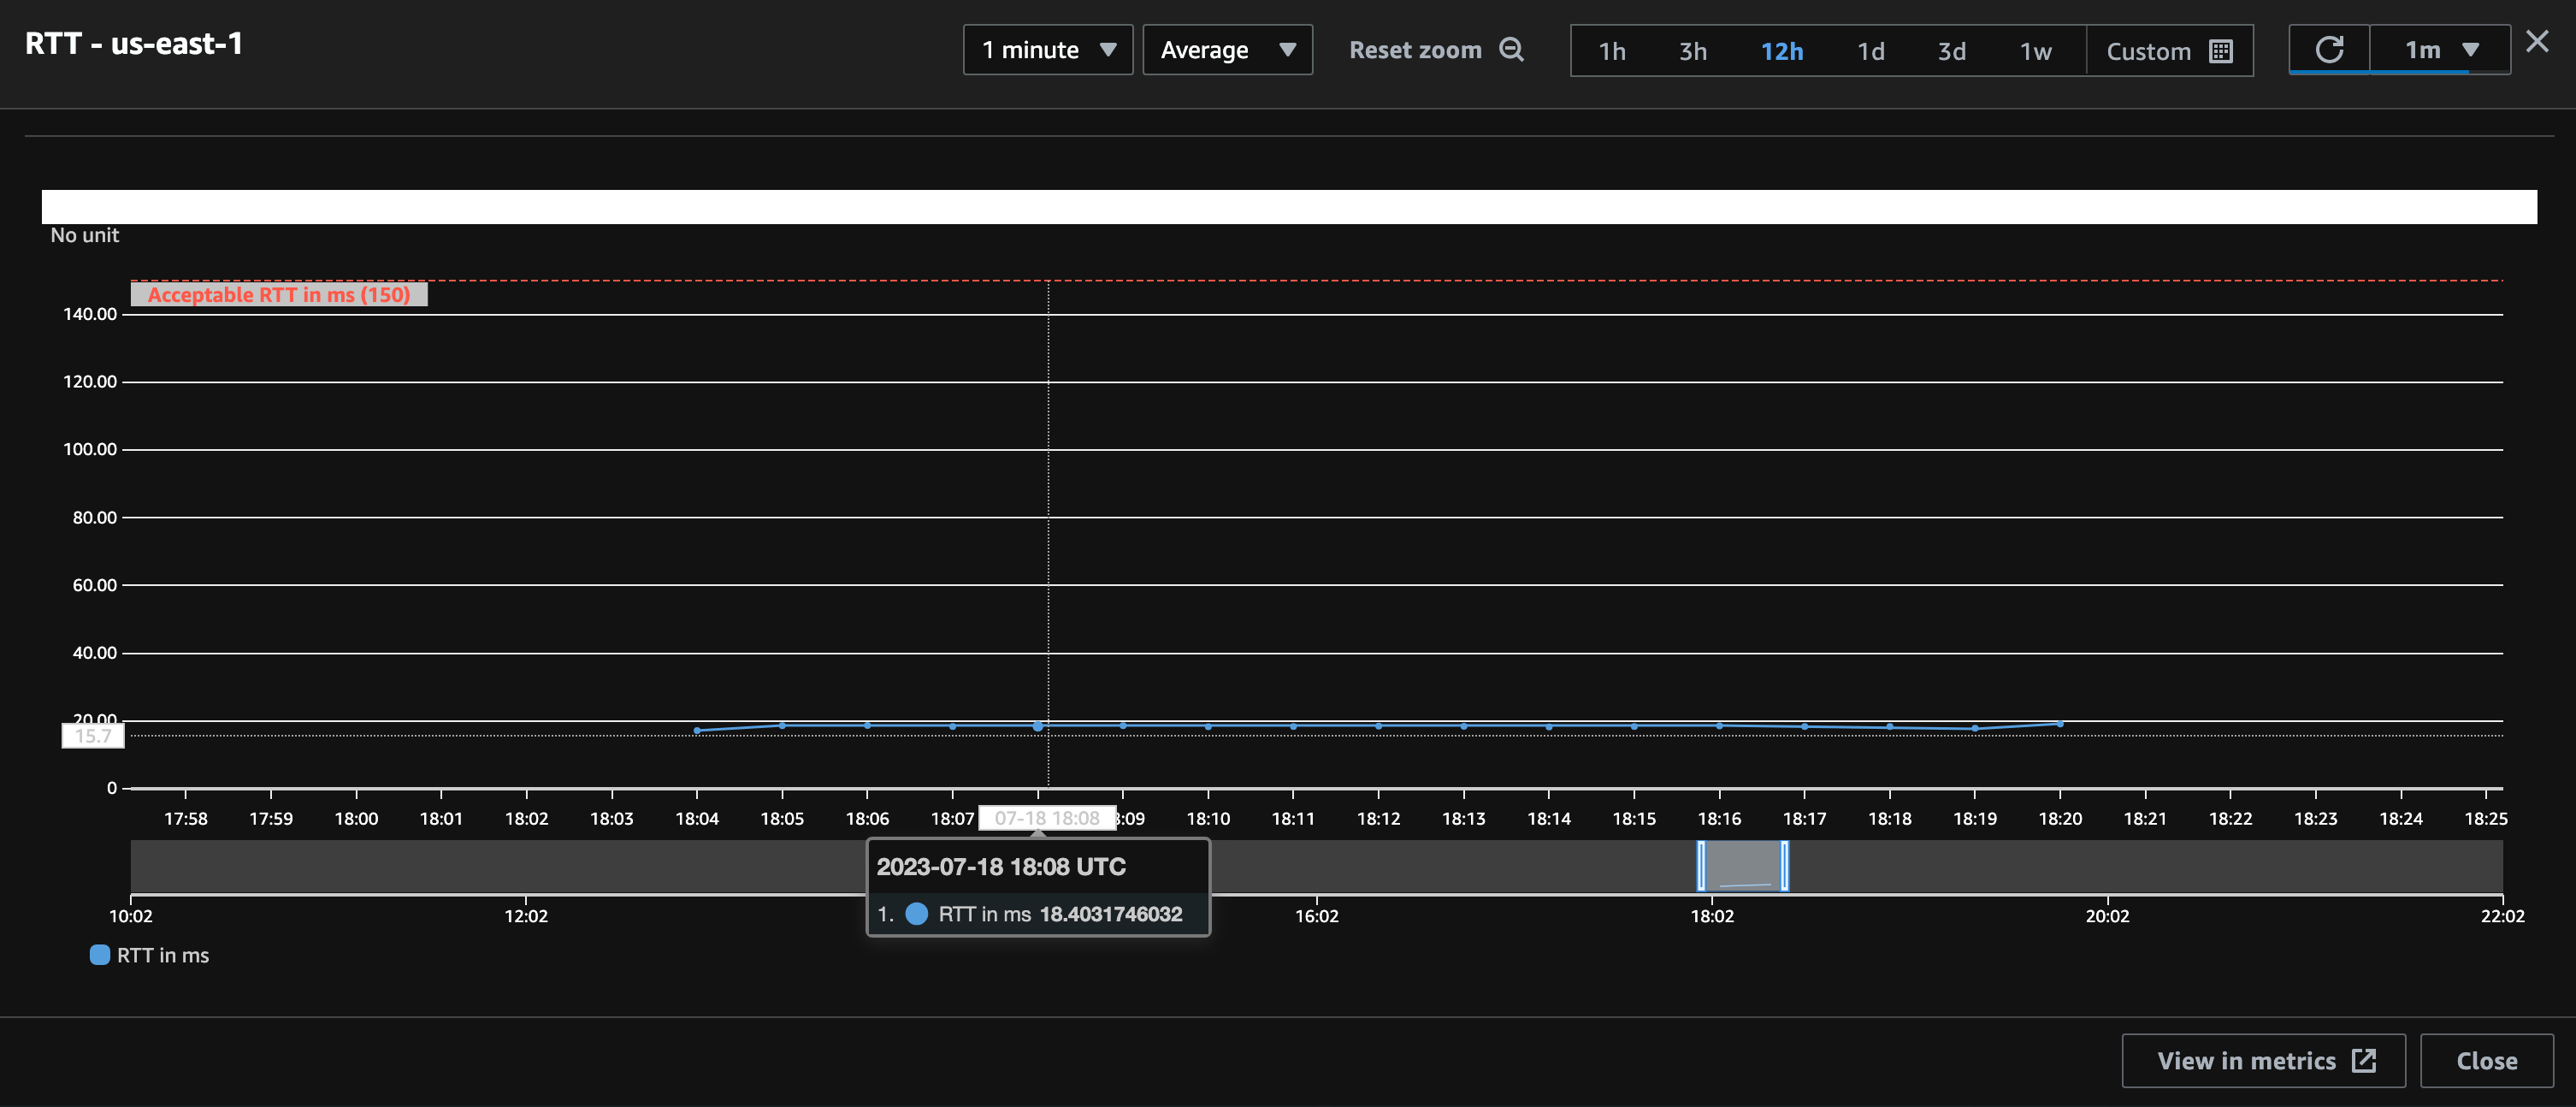 RTT - us-east-1
1 minute Average Reset zoom 1h 3h 12h 1d 3d 1w Custom 1m
No unit
Acceptable RTT in ms (150)
140.00
120.00
100.00
80.00
60.00
40.00
20.00
15.7
0
17:58 17:59 18:00 18:01 18:02 18:03 18:04 18:05 18:06 18:07 07-18 18:08 :09 18:10 18:11 18:12 18:13 18:14 18:15 18:16 18:17 18:18 18:19 18:20 18:21 18:22 18:23 18:24 18:25
2023-07-18 18:08 UTC
1. RTT in ms 18.4031746032
10:02 12:02 16:02 18:02 20:02 22:02
RTT in ms
View in metrics Close